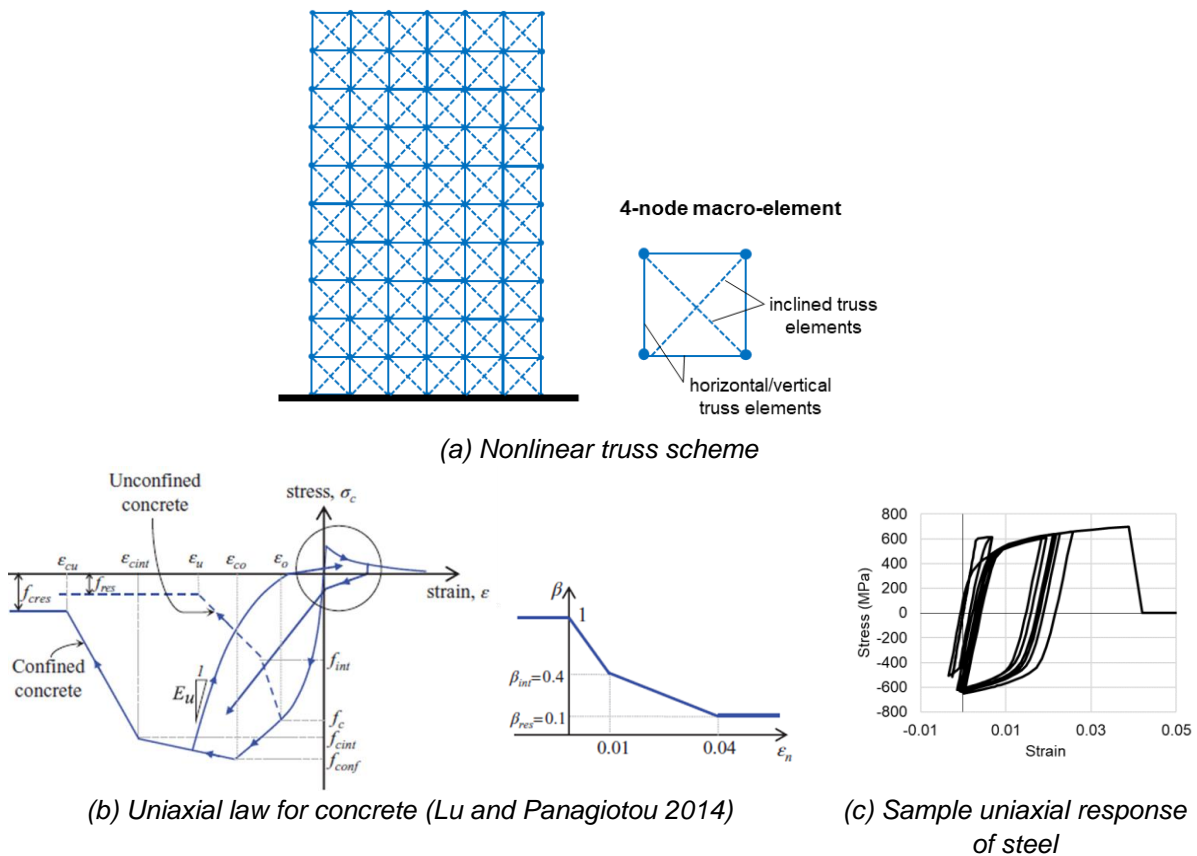 4-node macro-element
inclined truss
elements
horizontal/vertical
truss elements
(a) Nonlinear truss scheme
Unconfined
concrete
stress, σc
εcu
εcint
εu
εco
εo
fcres
fres
strain, ε
Confined
concrete
1
Eu
fint
fc
fcint
fconf
β
1
βint=0.4
βres=0.1
0.01
0.04
εn
(b) Uniaxial law for concrete (Lu and Panagiotou 2014)
Stress (MPa)
800
600
400
200
0
-200
-400
-600
-800
-0.01
0.01
0.03
0.05
Strain
(c) Sample uniaxial response
of steel